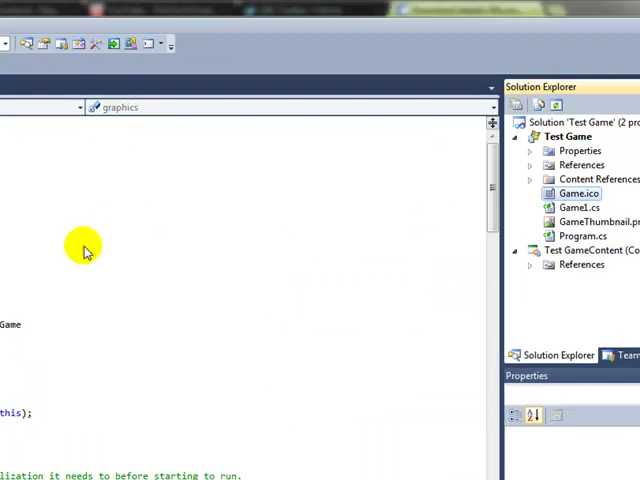 graphics
Solution Explorer
Solution 'Test Game' (2 pro
Test Game
Properties
References
Content References
Game.ico
Game1.cs
GameThumbnail.pn
Program.cs
Test GameContent (Co
References
Game
Solution Explorer
Team
Properties
this);
lization it needs to before starting to run.